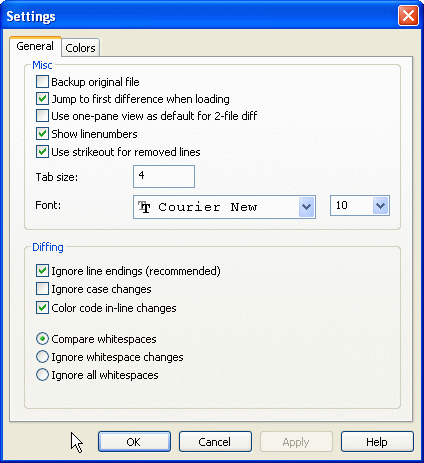 Settings
General
Colors
Misc
Backup original file
Jump to first difference when loading
Use one-pane view as default for 2-file diff
Show linenumbers
Use strikeout for removed lines
Tab size: 4
Font: Courier New 10
Diffing
Ignore line endings (recommended)
Ignore case changes
Color code in-line changes
Compare whitespaces
Ignore whitespace changes
Ignore all whitespaces
OK Cancel Apply Help